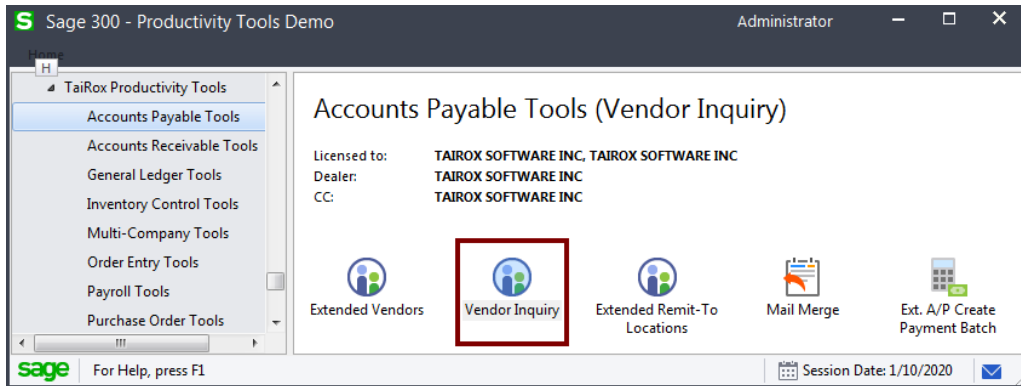 S Sage 300 - Productivity Tools Demo
Administrator
Home
H
TaiRox Productivity Tools
Accounts Payable Tools
Accounts Receivable Tools
General Ledger Tools
Inventory Control Tools
Multi-Company Tools
Order Entry Tools
Payroll Tools
Purchase Order Tools
Accounts Payable Tools (Vendor Inquiry)
Licensed to: TAIROX SOFTWARE INC, TAIROX SOFTWARE INC
Dealer: TAIROX SOFTWARE INC
CC: TAIROX SOFTWARE INC
Extended Vendors
Vendor Inquiry
Extended Remit-To
Locations
Mail Merge
Ext. A/P Create
Payment Batch
sage
For Help, press F1
Session Date: 1/10/2020